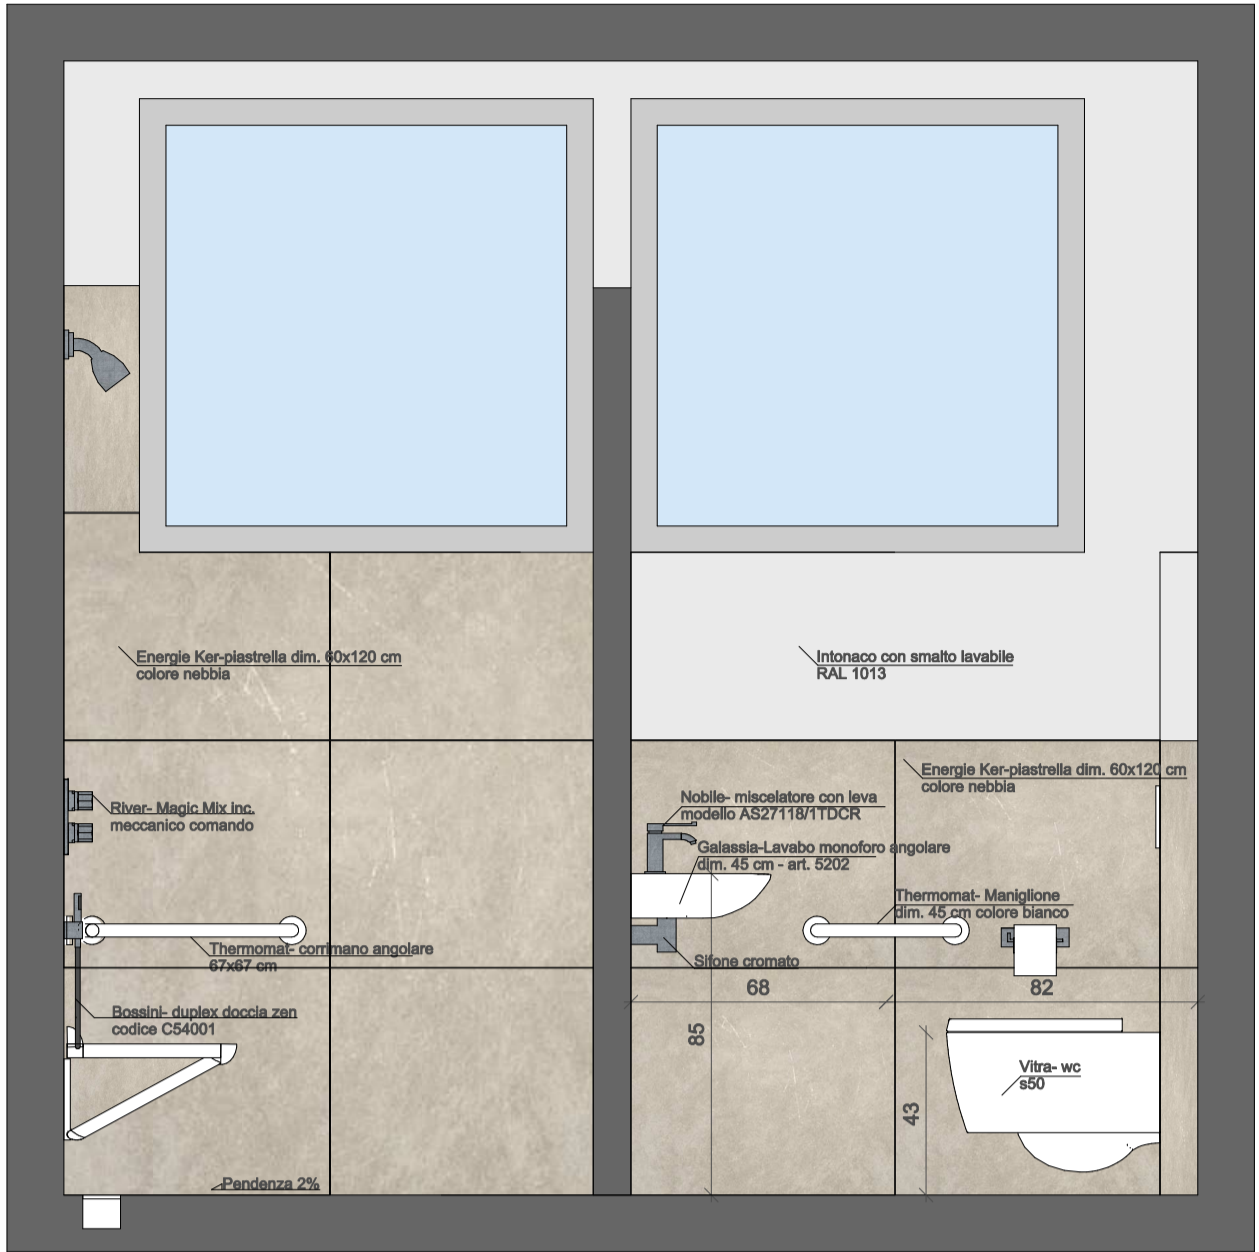 Energie Ker-piastrella dim. 60x120 cm
colore nebbia
Intonaco con smalto lavabile
RAL 1013
Energie Ker-piastrella dim. 60x120 cm
colore nebbia
River- Magic Mix inc.
meccanico comando
Nobile- miscelatore con leva
modello AS27118/1TDCR
Galassia-Lavabo monoforo angolare
dim. 45 cm - art. 5202
Thermomat- Maniglione
dim. 45 cm colore bianco
Thermomat- corrimano angolare
67x67 cm
Sifone cromato
68
82
Bossini- duplex doccia zen
codice C54001
85
Vitra- wc
s50
43
Pendenza 2%